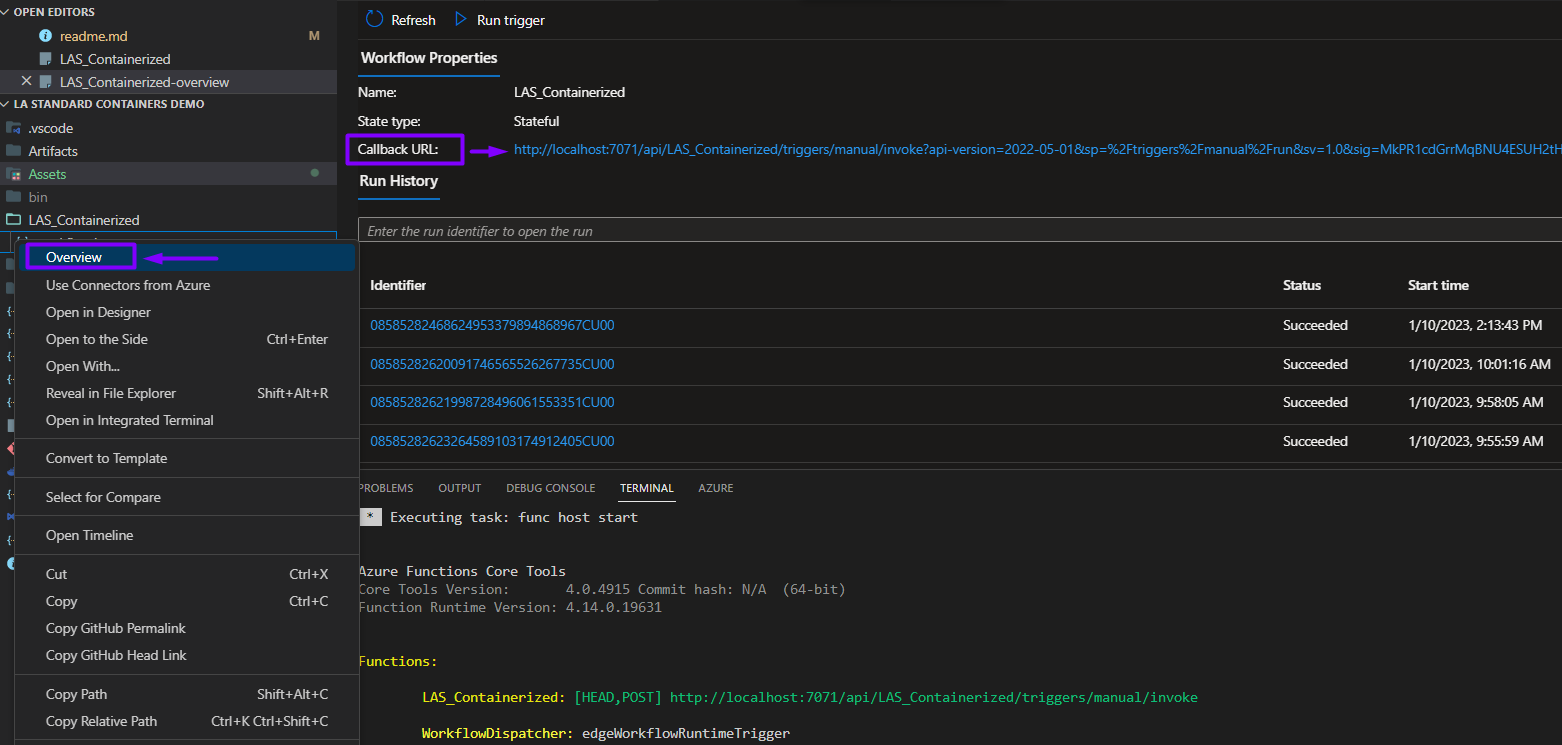 OPEN EDITORS
readme.md M
LAS_Containerized
LAS_Containerized-overview
LA STANDARD CONTAINERS DEMO
.vscode
Artifacts
Assets
bin
LAS_Containerized
Overview
Use Connectors from Azure
Open in Designer
Open to the Side Ctrl+Enter
Open With...
Reveal in File Explorer Shift+Alt+R
Open in Integrated Terminal
Convert to Template
Select for Compare
Open Timeline
Cut Ctrl+X
Copy Ctrl+C
Copy GitHub Permalink
Copy GitHub Head Link
Copy Path Shift+Alt+C
Copy Relative Path Ctrl+K Ctrl+Shift+C
Refresh Run trigger
Workflow Properties
Name: LAS_Containerized
State type: Stateful
Callback URL: http://localhost:7071/api/LAS_Containerized/triggers/manual/invoke?api-version=2022-05-01&sp=%2Ftriggers%2Fmanual%2Frun&sv=1.0&sig=MkPR1cdGrrMqBNU4ESUH2tH
Run History
Enter the run identifier to open the run
Identifier Status Start time
08585282468624953379894868967CU00 Succeeded 1/10/2023, 2:13:43 PM
08585282620091746565526267735CU00 Succeeded 1/10/2023, 10:01:16 AM
08585282621998728496061553351CU00 Succeeded 1/10/2023, 9:58:05 AM
08585282623264589103174912405CU00 Succeeded 1/10/2023, 9:55:59 AM
PROBLEMS OUTPUT DEBUG CONSOLE TERMINAL AZURE
* Executing task: func host start
Azure Functions Core Tools
Core Tools Version: 4.0.4915 Commit hash: N/A (64-bit)
Function Runtime Version: 4.14.0.19631
Functions:
LAS_Containerized: [HEAD,POST] http://localhost:7071/api/LAS_Containerized/triggers/manual/invoke
WorkflowDispatcher: edgeWorkflowRuntimeTrigger